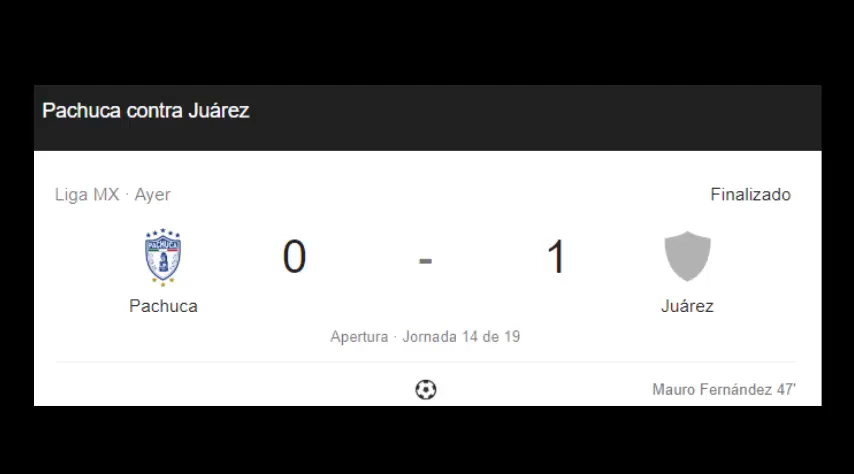 Pachuca contra Juárez
Liga MX · Ayer
Finalizado
PACHUCA
0 - 1
Pachuca
Juárez
Apertura · Jornada 14 de 19
Mauro Fernández 47'